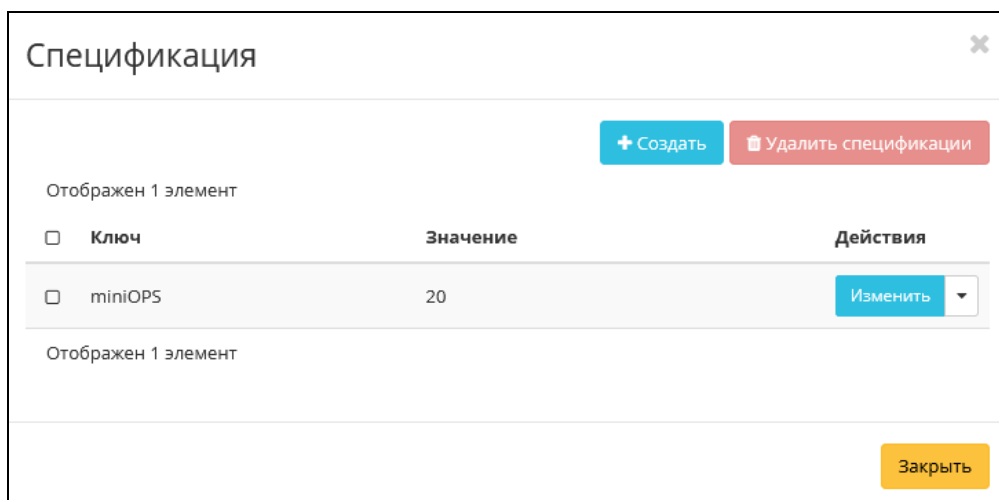 Спецификация
Создать Удалить спецификации
Отображен 1 элемент
Ключ Значение Действия
miniOPS 20 Изменить
Отображен 1 элемент
Закрыть